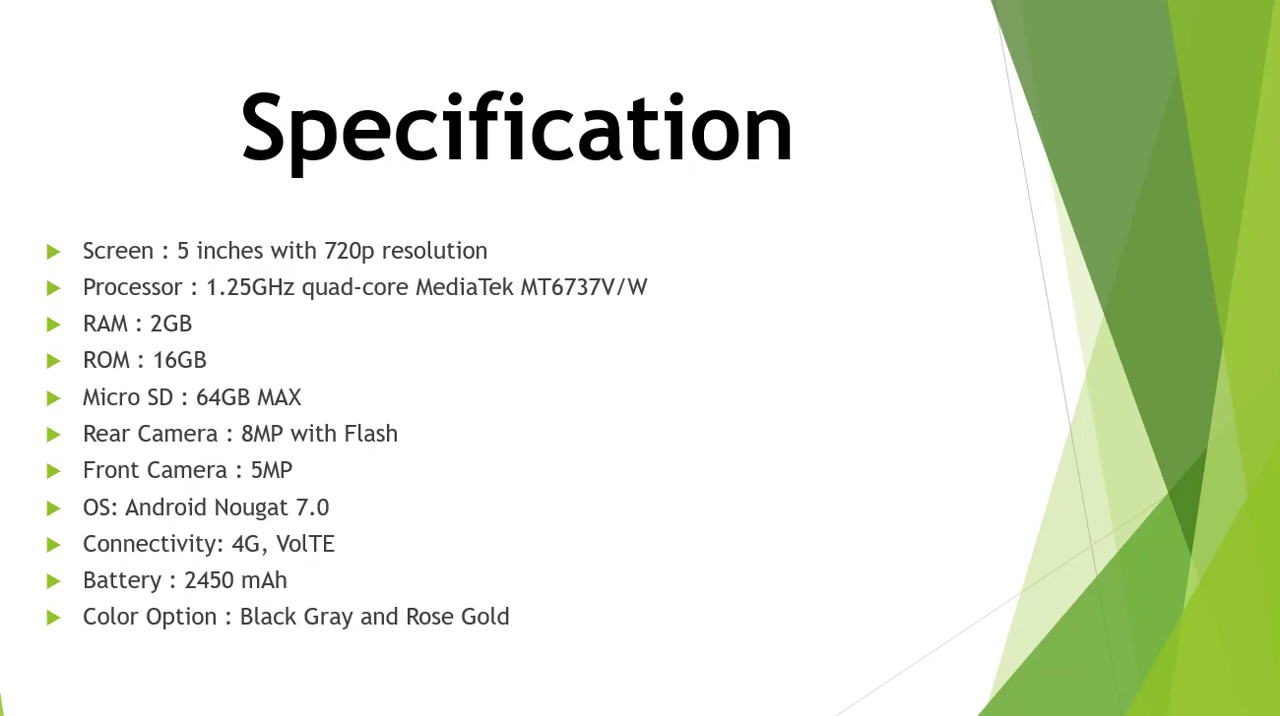 Specification
Screen : 5 inches with 720p resolution
Processor : 1.25GHz quad-core MediaTek MT6737V/W
RAM : 2GB
ROM : 16GB
Micro SD : 64GB MAX
Rear Camera : 8MP with Flash
Front Camera : 5MP
OS: Android Nougat 7.0
Connectivity: 4G, VolTE
Battery : 2450 mAh
Color Option : Black Gray and Rose Gold